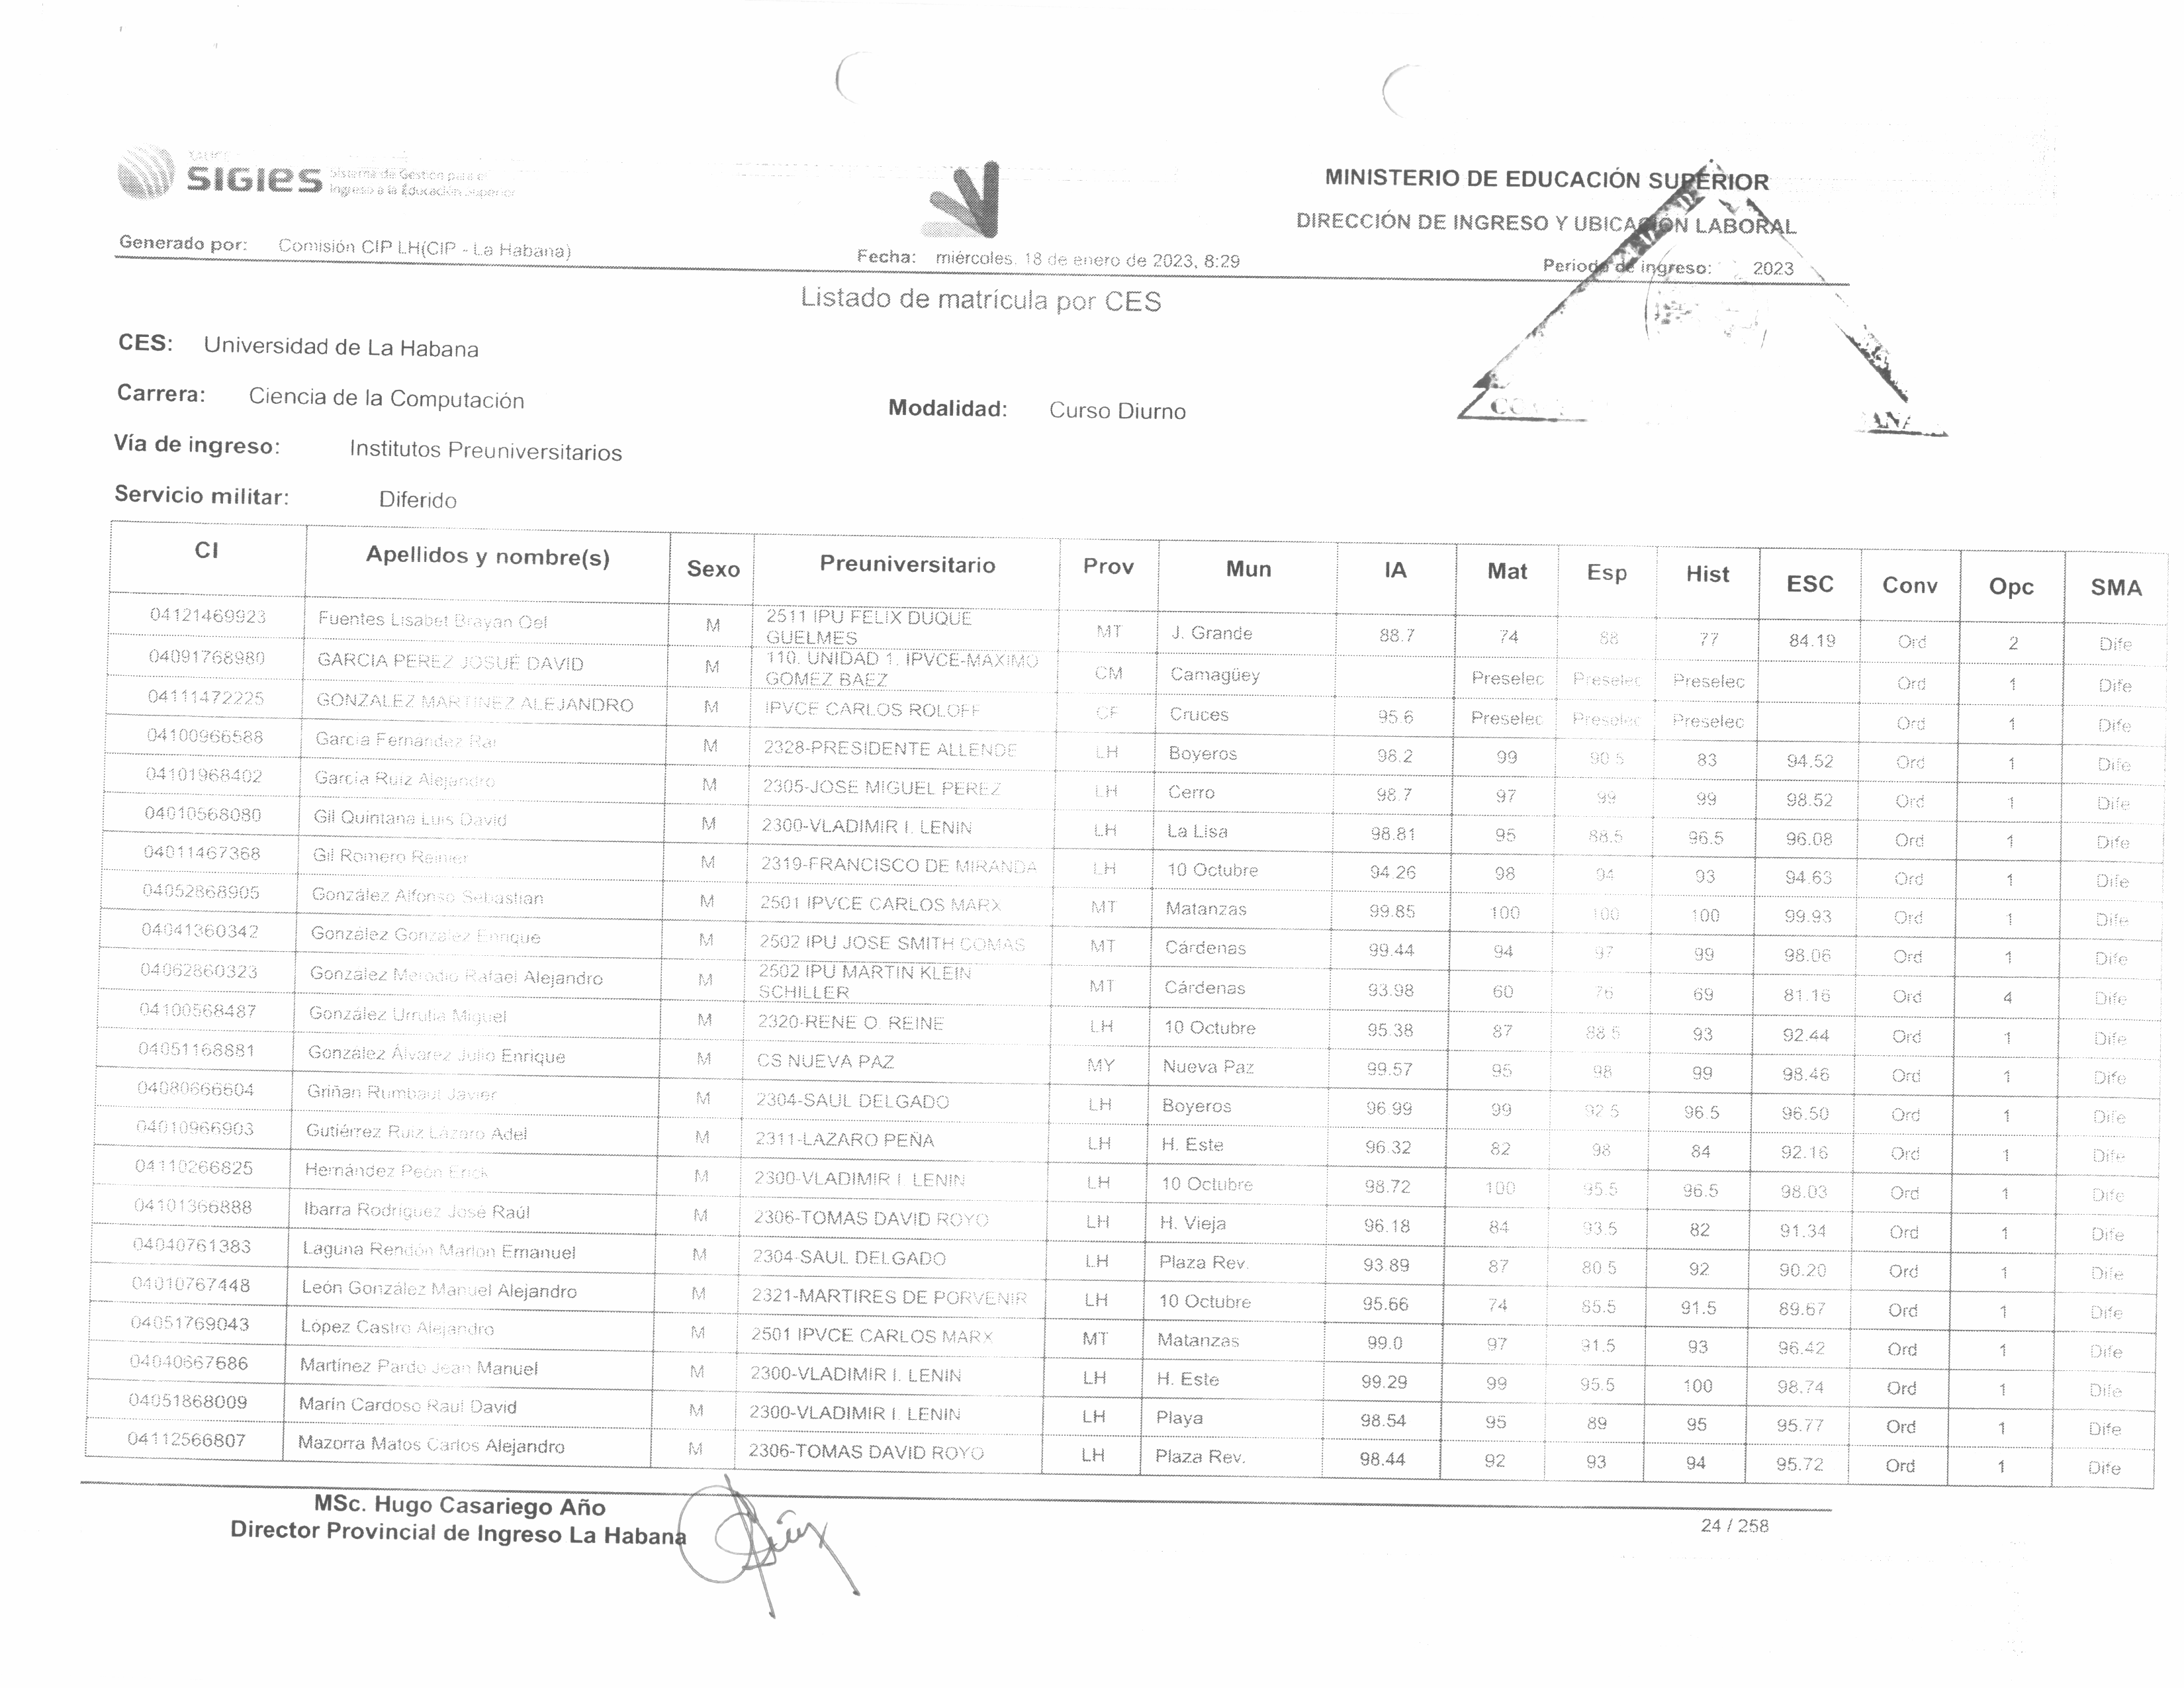 SIGIES Sistema de Gestión para el
Ingreso a la Educación Superior
MINISTERIO DE EDUCACIÓN SUPERIOR
DIRECCIÓN DE INGRESO Y UBICACIÓN LABORAL
Generado por: Comisión CIP LH(CIP - La Habana) Fecha: miércoles, 18 de enero de 2023, 8:29 Periodo de ingreso: 2023
Listado de matrícula por CES
CES: Universidad de La Habana
Carrera: Ciencia de la Computación Modalidad: Curso Diurno
Vía de ingreso: Institutos Preuniversitarios
Servicio militar: Diferido
CI Apellidos y nombre(s) Sexo Preuniversitario Prov Mun IA Mat Esp Hist ESC Conv Opc SMA
04121469923 Fuentes Lisabet Brayan Oel M 2511 IPU FELIX DUQUE GUELMES MT J. Grande 88.7 74 88 77 84.19 Ord 2 Dife
04091768980 GARCIA PEREZ JOSUÉ DAVID M 110. UNIDAD 1. IPVCE-MAXIMO GOMEZ BAEZ CM Camagüey Preselec Preselec Preselec Ord 1 Dife
04111472225 GONZALEZ MARTINEZ ALEJANDRO M IPVCE CARLOS ROLOFF CF Cruces 95.6 Preselec Preselec Preselec Ord 1 Dife
04100966588 García Fernández M 2328-PRESIDENTE ALLENDE LH Boyeros 98.2 99 90.5 83 94.52 Ord 1 Dife
04101968402 García Ruiz Alejandro M 2305-JOSE MIGUEL PEREZ LH Cerro 98.7 97 99 99 98.52 Ord 1 Dife
04010568080 Gil Quintana Luis David M 2300-VLADIMIR I. LENIN LH La Lisa 98.81 95 88.5 96.5 96.08 Ord 1 Dife
04011467368 Gil Romero Reinier M 2319-FRANCISCO DE MIRANDA LH 10 Octubre 94.26 98 94 93 94.63 Ord 1 Dife
04052868905 González Alfonso Sebastian M 2501 IPVCE CARLOS MARX MT Matanzas 99.85 100 100 100 99.93 Ord 1 Dife
04041360342 González González Enrique M 2502 IPU JOSE SMITH COMAS MT Cárdenas 99.44 94 97 99 98.06 Ord 1 Dife
04062860323 González Merodio Rafael Alejandro M 2502 IPU MARTIN KLEIN SCHILLER MT Cárdenas 93.98 60 76 69 81.16 Ord 4 Dife
04100568487 González Urrutia Miguel M 2320-RENE O. REINE LH 10 Octubre 95.38 87 88.5 93 92.44 Ord 1 Dife
04051168881 González Álvarez Julio Enrique M CS NUEVA PAZ MY Nueva Paz 99.57 95 98 99 98.46 Ord 1 Dife
04080666504 Griñan Rumbaut Javier M 2304-SAUL DELGADO LH Boyeros 96.99 99 92.5 96.5 96.50 Ord 1 Dife
04010966903 Gutiérrez Ruiz Lázaro Adel M 2311-LAZARO PEÑA LH H. Este 96.32 82 98 84 92.16 Ord 1 Dife
04110266825 Hernández Peón Erick M 2300-VLADIMIR I. LENIN LH 10 Octubre 98.72 100 95.5 96.5 98.03 Ord 1 Dife
04101366888 Ibarra Rodríguez José Raúl M 2306-TOMAS DAVID ROYO LH H. Vieja 96.18 84 93.5 82 91.34 Ord 1 Dife
04040761383 Laguna Rendón Marlon Emanuel M 2304-SAUL DELGADO LH Plaza Rev. 93.89 87 80.5 92 90.20 Ord 1 Dife
04010767448 León González Manuel Alejandro M 2321-MARTIRES DE PORVENIR LH 10 Octubre 95.66 74 85.5 91.5 89.67 Ord 1 Dife
04051769043 López Castro Alejandro M 2501 IPVCE CARLOS MARX MT Matanzas 99.0 97 91.5 93 96.42 Ord 1 Dife
04040667686 Martínez Pardo Jean Manuel M 2300-VLADIMIR I. LENIN LH H. Este 99.29 99 95.5 100 98.74 Ord 1 Dife
04051868009 Marín Cardoso Raul David M 2300-VLADIMIR I. LENIN LH Playa 98.54 95 89 95 95.77 Ord 1 Dife
04112566807 Mazorra Matos Carlos Alejandro M 2306-TOMAS DAVID ROYO LH Plaza Rev. 98.44 92 93 94 95.72 Ord 1 Dife
MSc. Hugo Casariego Año
Director Provincial de Ingreso La Habana
24 / 258